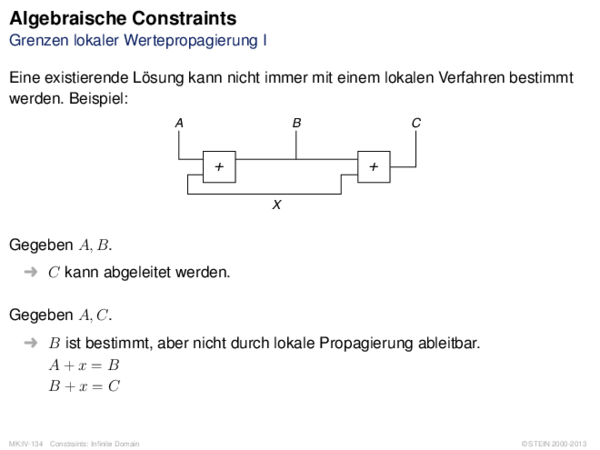 Algebraische Constraints
Grenzen lokaler Wertepropagierung I
Eine existierende Lösung kann nicht immer mit einem lokalen Verfahren bestimmt
werden. Beispiel:
A B C
+ +
X
Gegeben A, B.
➜ C kann abgeleitet werden.
Gegeben A, C.
➜ B ist bestimmt, aber nicht durch lokale Propagierung ableitbar.
A + x = B
B + x = C
MK:IV-134 Constraints: Infinite Domain ©STEIN 2000-2013